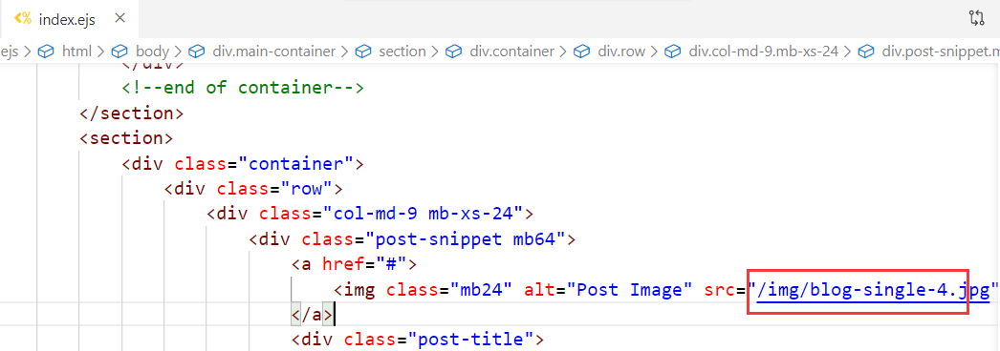 index.ejs
ejs > html > body > div.main-container > section > div.container > div.row > div.col-md-9.mb-xs-24 > div.post-snippet.m
</div>
<!--end of container-->
</section>
<section>
<div class="container">
<div class="row">
<div class="col-md-9 mb-xs-24">
<div class="post-snippet mb64">
<a href="#">
<img class="mb24" alt="Post Image" src="/img/blog-single-4.jpg"
</a>
<div class="post-title">